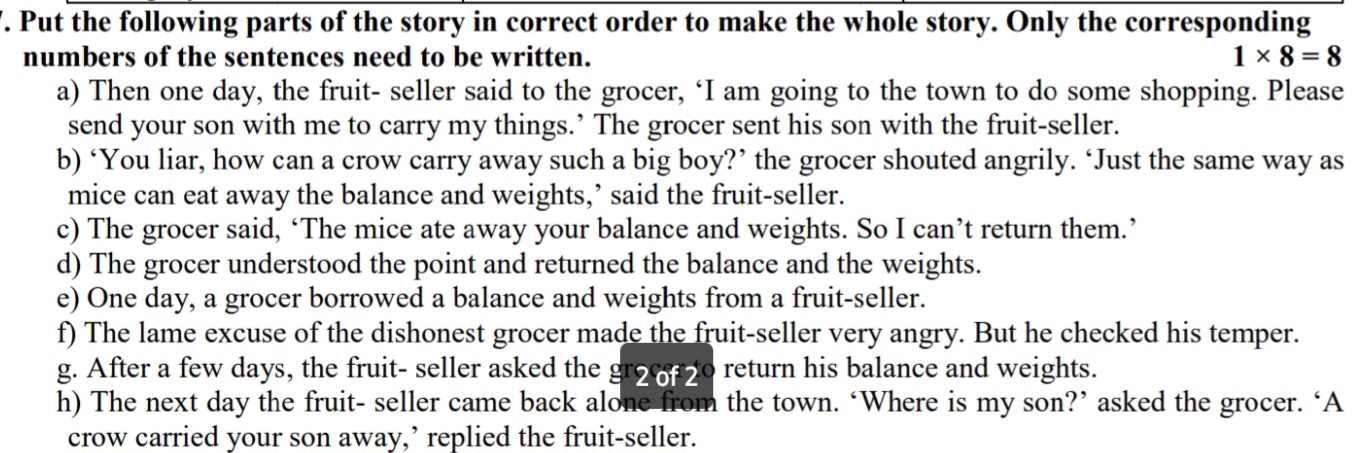 . Put the following parts of the story in correct order to make the whole story. Only the corresponding
numbers of the sentences need to be written. 1 × 8 = 8
a) Then one day, the fruit- seller said to the grocer, ‘I am going to the town to do some shopping. Please
send your son with me to carry my things.’ The grocer sent his son with the fruit-seller.
b) ‘You liar, how can a crow carry away such a big boy?’ the grocer shouted angrily. ‘Just the same way as
mice can eat away the balance and weights,’ said the fruit-seller.
c) The grocer said, ‘The mice ate away your balance and weights. So I can’t return them.’
d) The grocer understood the point and returned the balance and the weights.
e) One day, a grocer borrowed a balance and weights from a fruit-seller.
f) The lame excuse of the dishonest grocer made the fruit-seller very angry. But he checked his temper.
g. After a few days, the fruit- seller asked the grocer to return his balance and weights.
2 of 2
h) The next day the fruit- seller came back alone from the town. ‘Where is my son?’ asked the grocer. ‘A
crow carried your son away,’ replied the fruit-seller.